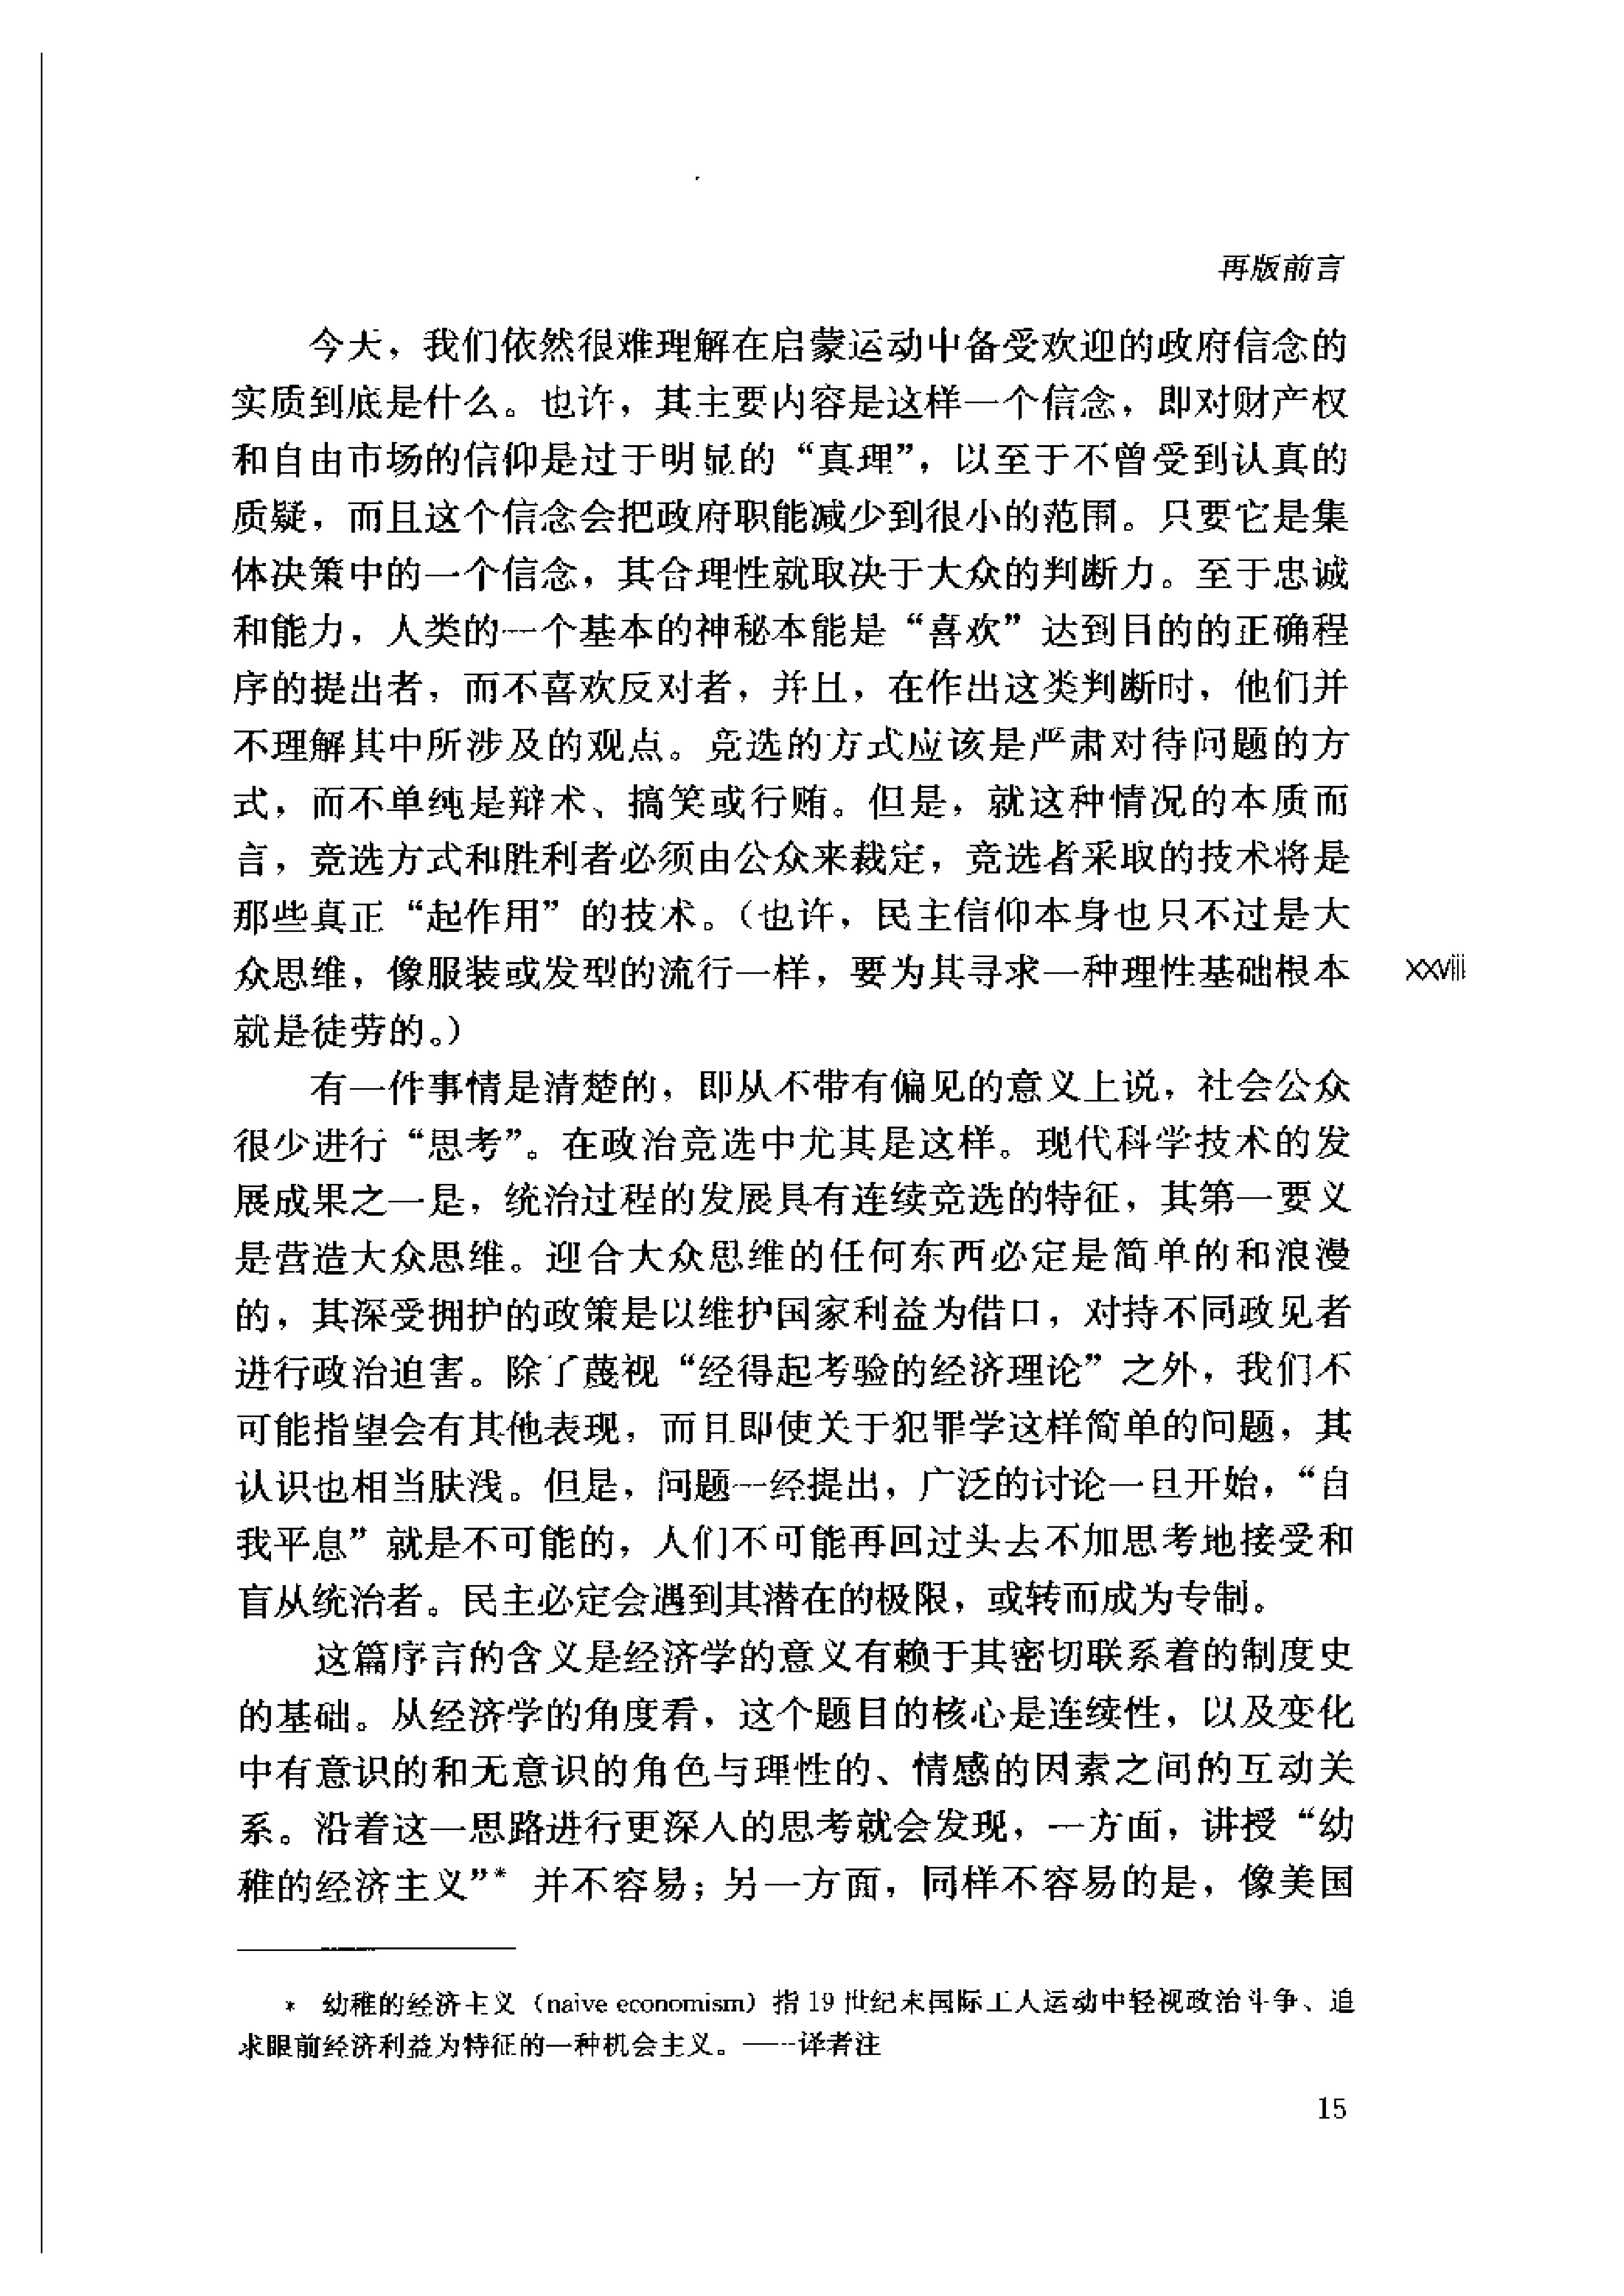 再版前言
今天，我们依然很难理解在启蒙运动中备受欢迎的政府信念的
实质到底是什么。也许，其主要内容是这样一个信念，即对财产权
和自由市场的信仰是过于明显的“真理”，以至于不曾受到认真的
质疑，而且这个信念会把政府职能减少到很小的范围。只要它是集
体决策中的一个信念，其合理性就取决于大众的判断力。至于忠诚
和能力，人类的一个基本的神秘本能是“喜欢”达到目的的正确程
序的提出者，而不喜欢反对者，并且，在作出这类判断时，他们并
不理解其中所涉及的观点。竞选的方式应该是严肃对待问题的方
式，而不单纯是辩术、搞笑或行贿。但是，就这种情况的本质而
言，竞选方式和胜利者必须由公众来裁定，竞选者采取的技术将是
那些真正“起作用”的技术。（也许，民主信仰本身也只不过是大
众思维，像服装或发型的流行一样，要为其寻求一种理性基础根本
xxviii
就是徒劳的。）
有一件事情是清楚的，即从不带有偏见的意义上说，社会公众
很少进行“思考”。在政治竞选中尤其是这样。现代科学技术的发
展成果之一是，统治过程的发展具有连续竞选的特征，其第一要义
是营造大众思维。迎合大众思维的任何东西必定是简单的和浪漫
的，其深受拥护的政策是以维护国家利益为借口，对持不同政见者
进行政治迫害。除了蔑视“经得起考验的经济理论”之外，我们不
可能指望会有其他表现，而且即使关于犯罪学这样简单的问题，其
认识也相当肤浅。但是，问题一经提出，广泛的讨论一旦开始，“自
我平息”就是不可能的，人们不可能再回过头去不加思考地接受和
盲从统治者。民主必定会遇到其潜在的极限，或转而成为专制。
这篇序言的含义是经济学的意义有赖于其密切联系着的制度史
的基础。从经济学的角度看，这个题目的核心是连续性，以及变化
中有意识的和无意识的角色与理性的、情感的因素之间的互动关
系。沿着这一思路进行更深人的思考就会发现，一方面，讲授“幼
稚的经济主义”* 并不容易；另一方面，同样不容易的是，像美国
* 幼稚的经济主义（naive economism）指 19 世纪末国际工人运动中轻视政治斗争、追
求眼前经济利益为特征的一种机会主义。——译者注
15